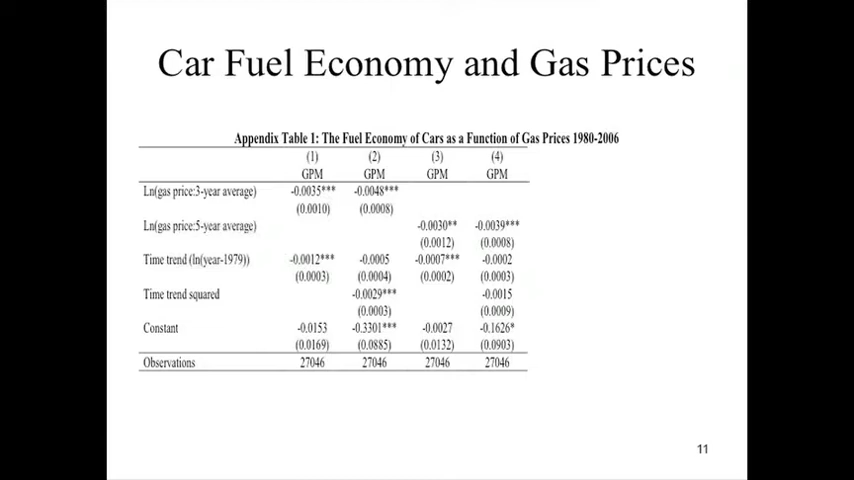 Car Fuel Economy and Gas Prices
Appendix Table 1: The Fuel Economy of Cars as a Function of Gas Prices 1980-2006
(1) (2) (3) (4)
GPM GPM GPM GPM
Ln(gas price:3-year average) -0.0035*** -0.0048***
(0.0010) (0.0008)
Ln(gas price:5-year average) -0.0030** -0.0039***
(0.0012) (0.0008)
Time trend (ln(year-1979)) -0.0012*** -0.0005 -0.0007*** -0.0002
(0.0003) (0.0004) (0.0002) (0.0003)
Time trend squared -0.0029*** -0.0015
(0.0003) (0.0009)
Constant -0.0153 -0.3301*** -0.0027 -0.1626*
(0.0169) (0.0885) (0.0132) (0.0903)
Observations 27046 27046 27046 27046
11